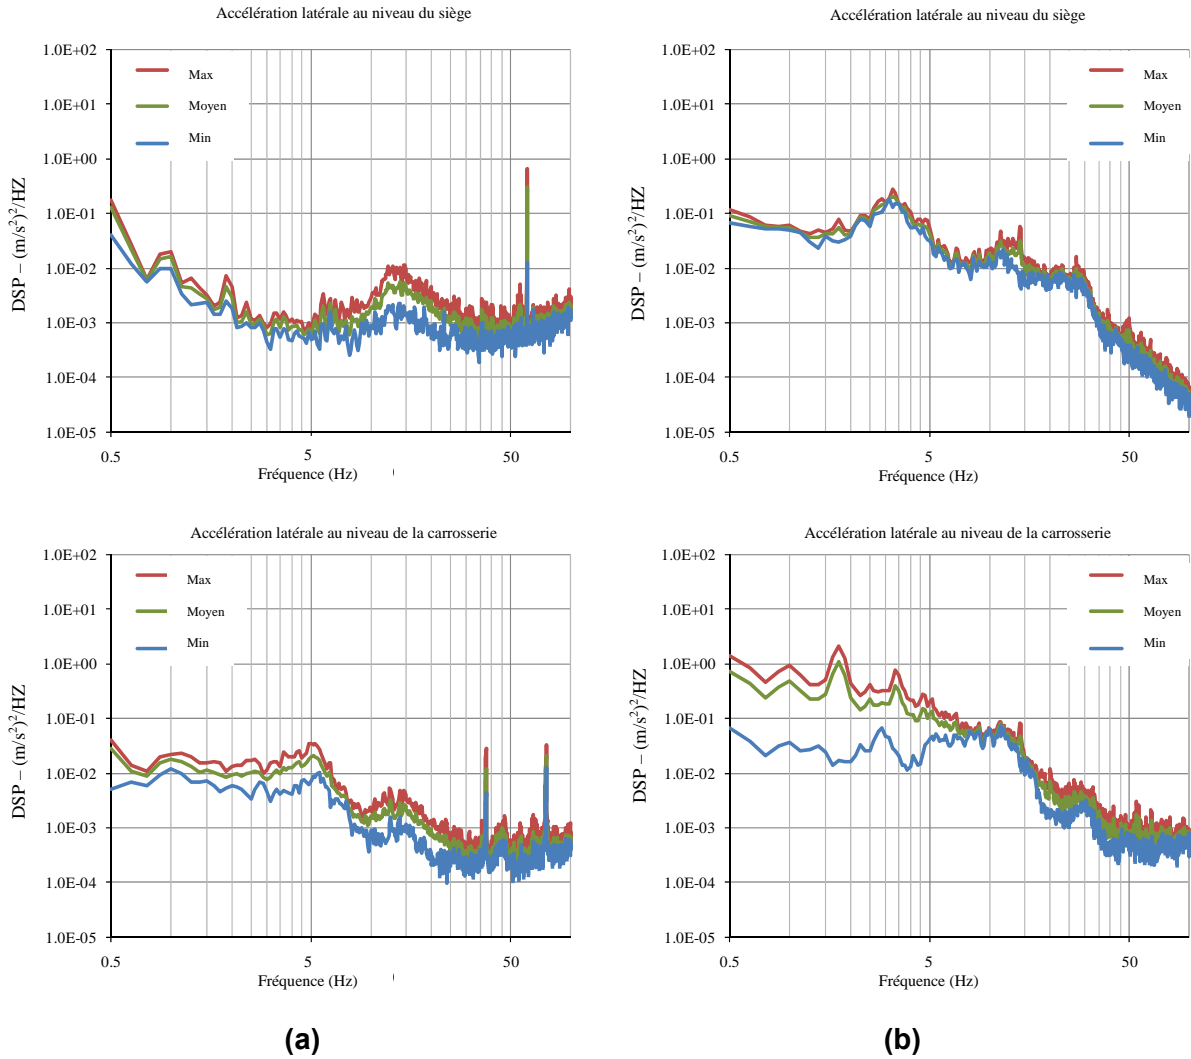 Accélération latérale au niveau du siège
1.0E+02
1.0E+01
1.0E+00
1.0E-01
1.0E-02
1.0E-03
1.0E-04
1.0E-05
DSP – (m/s²)²/HZ
Max
Moyen
Min
0.5
5
50
Fréquence (Hz)
Accélération latérale au niveau du siège
1.0E+02
1.0E+01
1.0E+00
1.0E-01
1.0E-02
1.0E-03
1.0E-04
1.0E-05
DSP – (m/s²)²/HZ
Max
Moyen
Min
0.5
5
50
Fréquence (Hz)
Accélération latérale au niveau de la carrosserie
1.0E+02
1.0E+01
1.0E+00
1.0E-01
1.0E-02
1.0E-03
1.0E-04
1.0E-05
DSP – (m/s²)²/HZ
Max
Moyen
Min
0.5
5
50
Fréquence (Hz)
Accélération latérale au niveau de la carrosserie
1.0E+02
1.0E+01
1.0E+00
1.0E-01
1.0E-02
1.0E-03
1.0E-04
1.0E-05
DSP – (m/s²)²/HZ
Max
Moyen
Min
0.5
5
50
Fréquence (Hz)
(a)
(b)